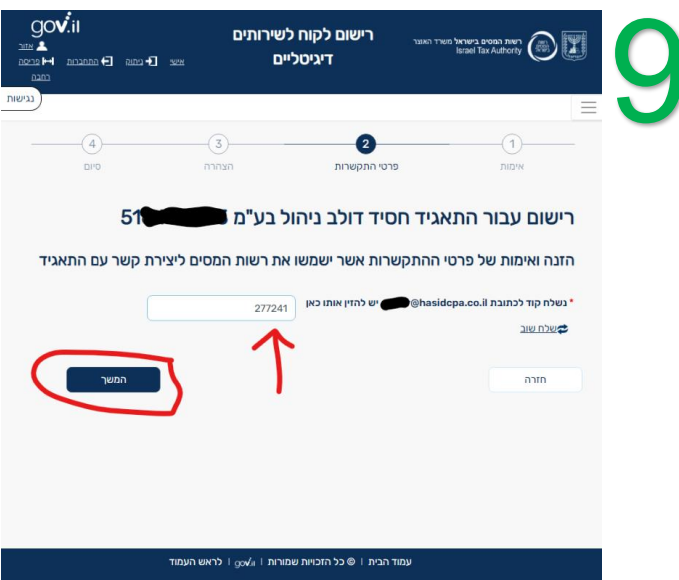 gov.il
אזור
אישי ניתוק התחברות פריסה
רחבה
רישום לקוח לשירותים
דיגיטליים
רשות המסים בישראל משרד האוצר
Israel Tax Authority
9
נגישות
1 2 3 4
אימות פרטי התקשרות הצהרה סיום
רישום עבור התאגיד חסיד דולב ניהול בע"מ 51
הזנה ואימות של פרטי ההתקשרות אשר ישמשו את רשות המסים ליצירת קשר עם התאגיד
* נשלח קוד לכתובת @hasidcpa.co.il יש להזין אותו כאן 277241
שלח שוב
חזרה המשך
עמוד הבית | © כל הזכויות שמורות | gov.il | לראש העמוד